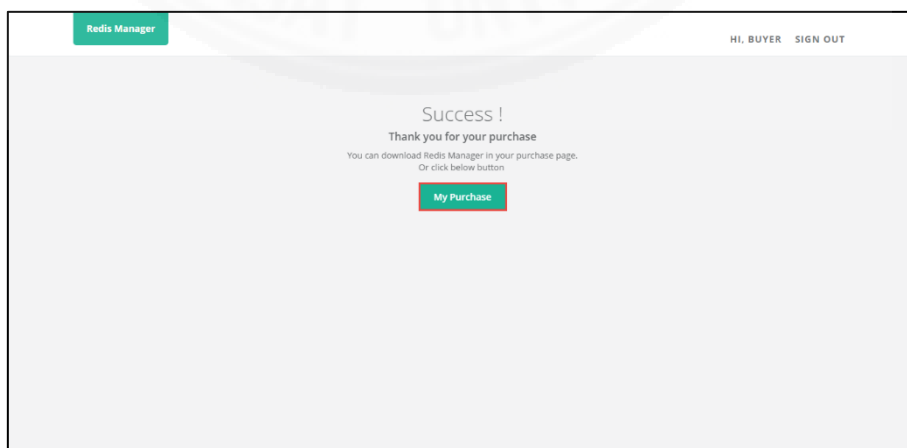 Redis Manager
HI, BUYER SIGN OUT
Success !
Thank you for your purchase
You can download Redis Manager in your purchase page.
Or click below button
My Purchase